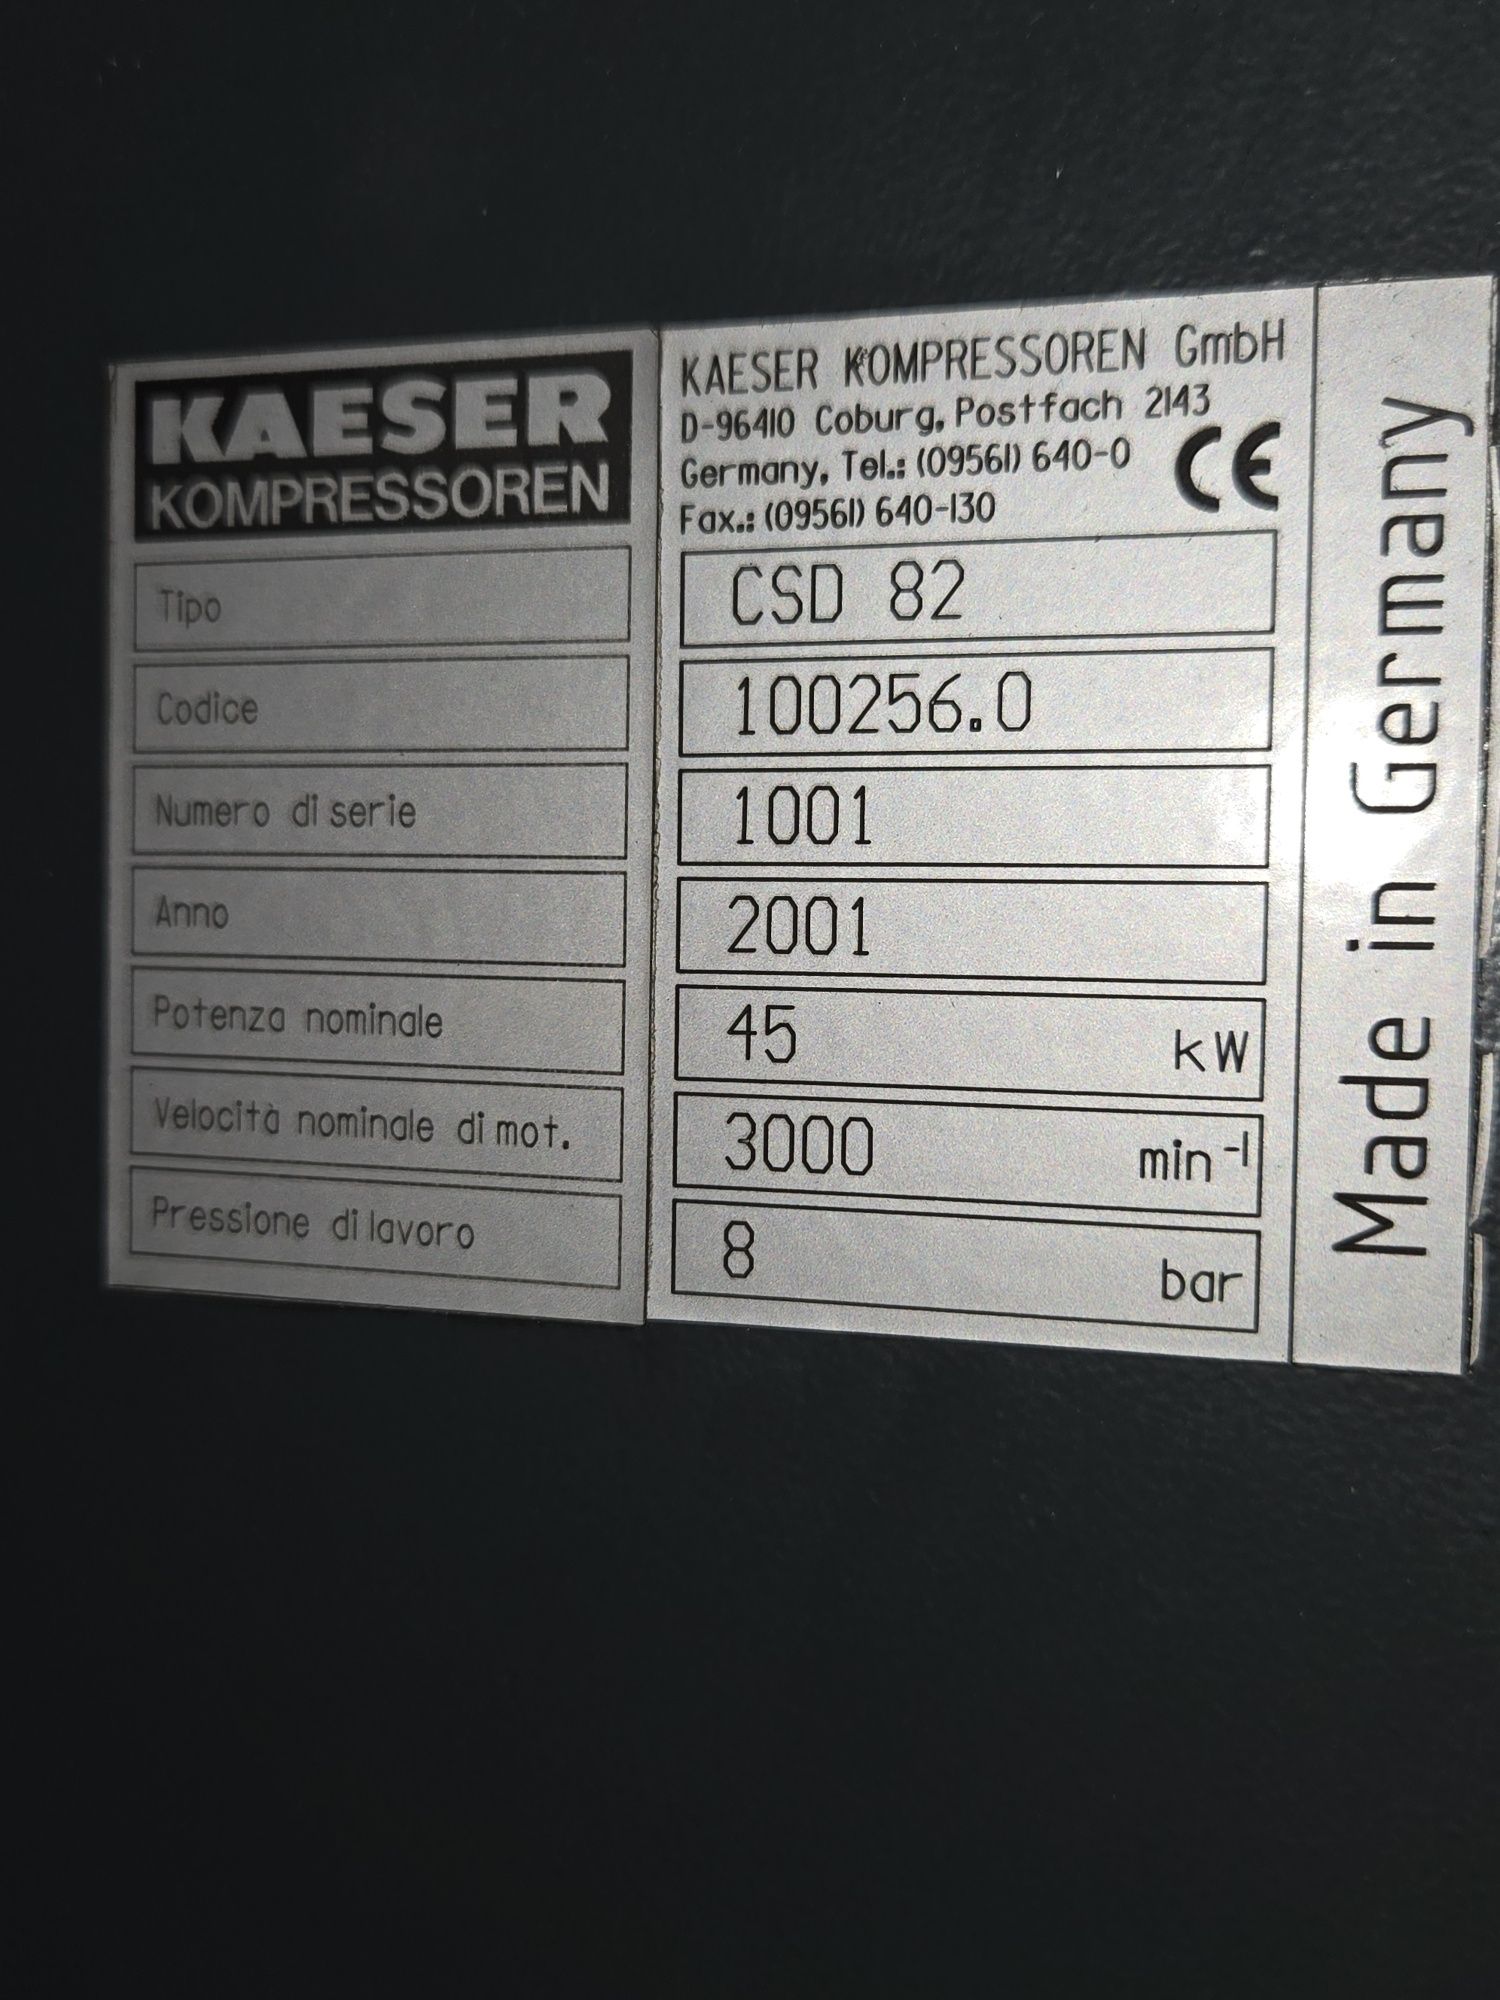 KAESER
KOMPRESSOREN
KAESER KOMPRESSOREN GmbH
D-96410 Coburg, Postfach 2143
Germany, Tel.: (09561) 640-0
Fax.: (09561) 640-130
CE
Tipo CSD 82
Codice 100256.0
Numero di serie 1001
Anno 2001
Potenza nominale 45 kW
Velocità nominale di mot. 3000 min⁻¹
Pressione di lavoro 8 bar
Made in Germany